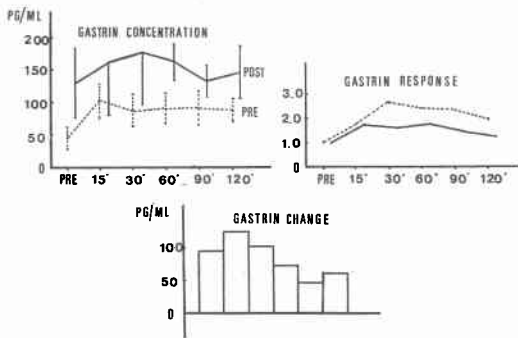 PG/ML
GASTRIN CONCENTRATION
200
150
100
50
0
POST
PRE
PRE 15' 30' 60' 90' 120'
GASTRIN RESPONSE
3.0
2.0
1.0
0
PRE 15' 30' 60' 90' 120'
PG/ML
GASTRIN CHANGE
100
50
0